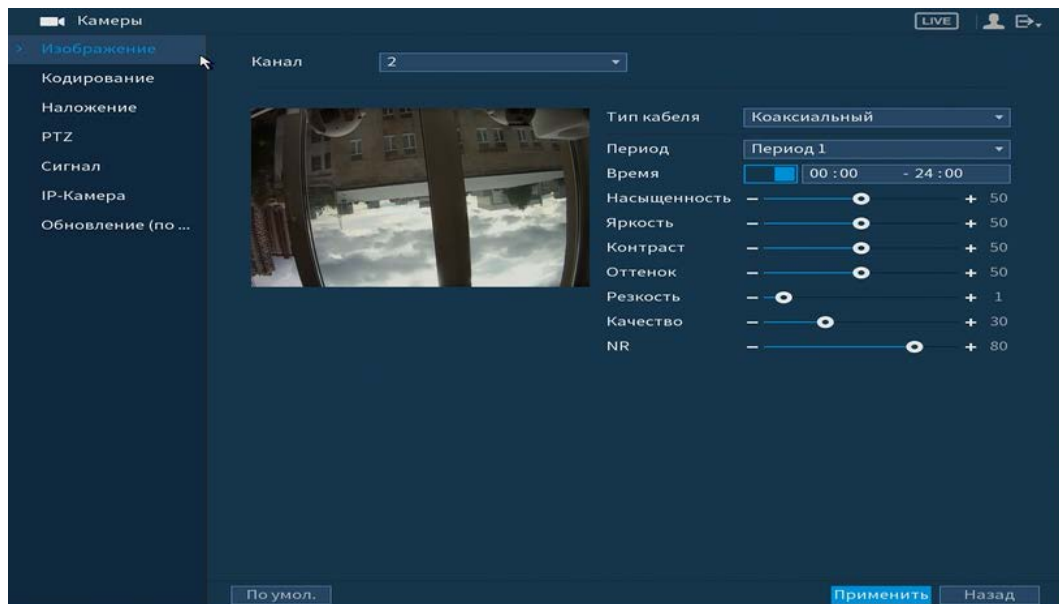 Камеры
LIVE
Изображение
Кодирование
Наложение
PTZ
Сигнал
IP-Камера
Обновление (по ...
Канал 2
Тип кабеля Коаксиальный
Период Период 1
Время 00 : 00 - 24 : 00
Насыщенность 50
Яркость 50
Контраст 50
Оттенок 50
Резкость 1
Качество 30
NR 80
По умол. Применить Назад